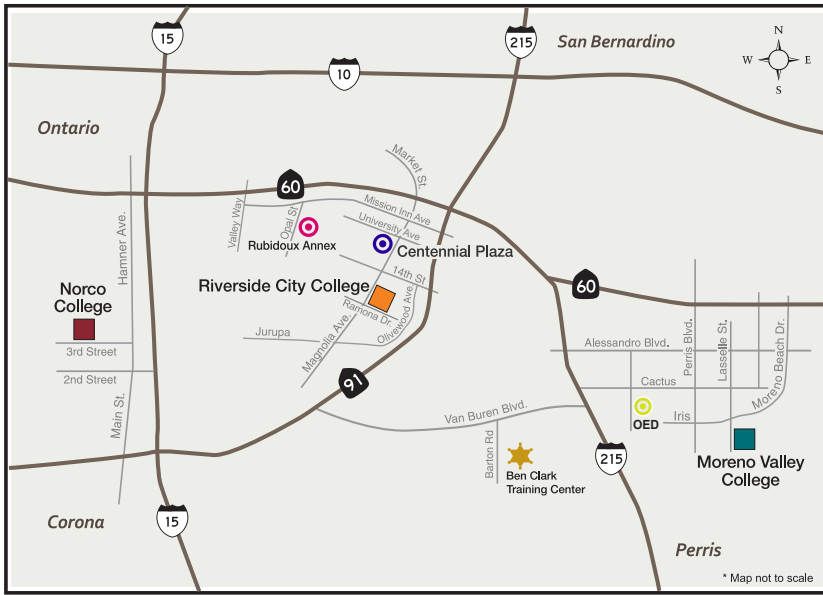 15
215
San Bernardino
N
W
E
S
10
Ontario
Market St.
60
Mission Inn Ave
Valley Way
Opal St
University Ave
Hamner Ave.
Rubidoux Annex
Centennial Plaza
14th St
Riverside City College
60
Norco
College
Ramona Dr.
Olivewood Ave
Magnolia Ave.
Jurupa
3rd Street
2nd Street
Main St.
91
Alessandro Blvd.
Perris Blvd.
Lasselle St.
Moreno Beach Dr.
Cactus
Van Buren Blvd.
OED
Iris
Barton Rd
215
Ben Clark
Training Center
Moreno Valley
College
Corona
15
Perris
* Map not to scale